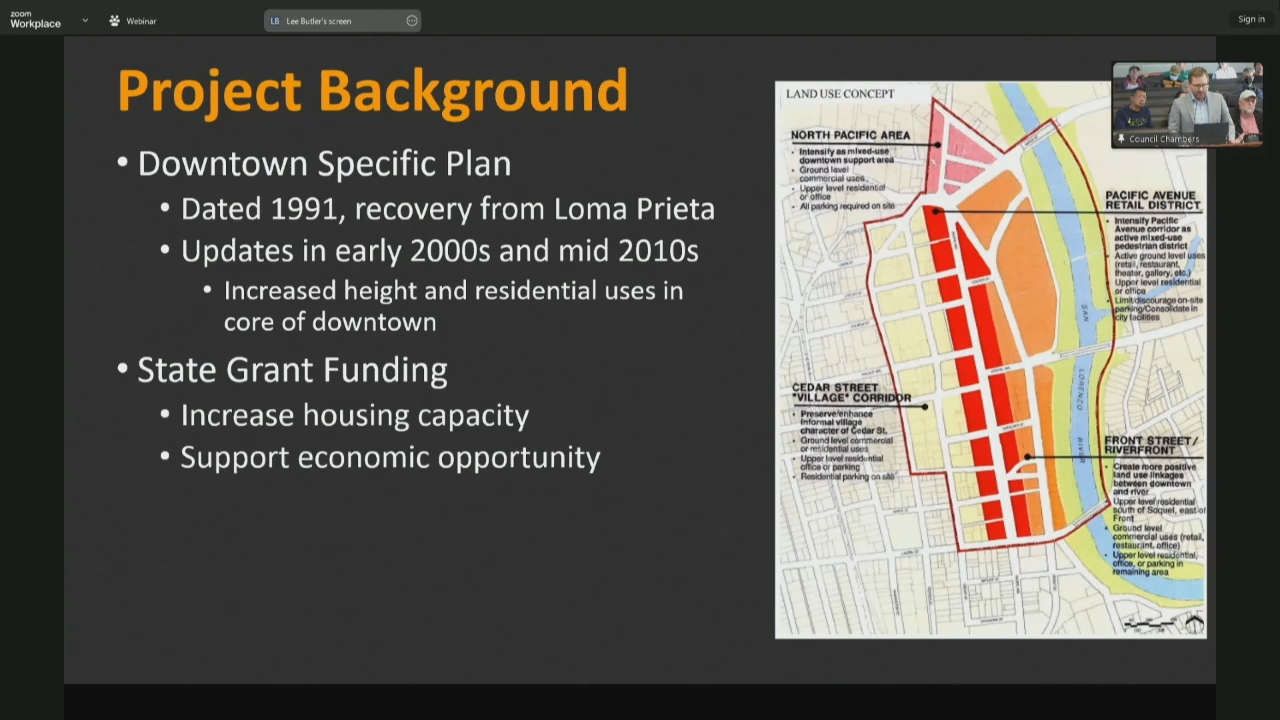 zoom
Workplace
Webinar
LB Lee Butler's screen
Sign in
Project Background
• Downtown Specific Plan
• Dated 1991, recovery from Loma Prieta
• Updates in early 2000s and mid 2010s
• Increased height and residential uses in
core of downtown
• State Grant Funding
• Increase housing capacity
• Support economic opportunity
LAND USE CONCEPT
NORTH PACIFIC AREA
• Intensify as mixed-use
downtown support area
• Ground level
commercial uses
• Upper level residential
or office
• All parking required on site
Council Chambers
PACIFIC AVENUE
RETAIL DISTRICT
• Intensify Pacific
Avenue corridor as
active mixed-use
pedestrian district
• Active ground level uses
(retail, restaurant,
theater, gallery, etc.)
• Upper level residential
or office
• Limit/discourage on-site
parking/Consolidate in
city facilities
CEDAR STREET
"VILLAGE" CORRIDOR
• Preserve/enhance
informal village
character of Cedar St.
• Ground level commercial
or residential uses
• Upper level residential
office or parking
• Residential parking on site
FRONT STREET/
RIVERFRONT
• Create more positive
land use linkages
between downtown
and river
• Upper level residential
south of Soquel, east of
Front
• Ground level
commercial uses (retail,
restaurant, office)
• Upper level residential,
office, or parking in
remaining area
SAN LORENZO RIVER